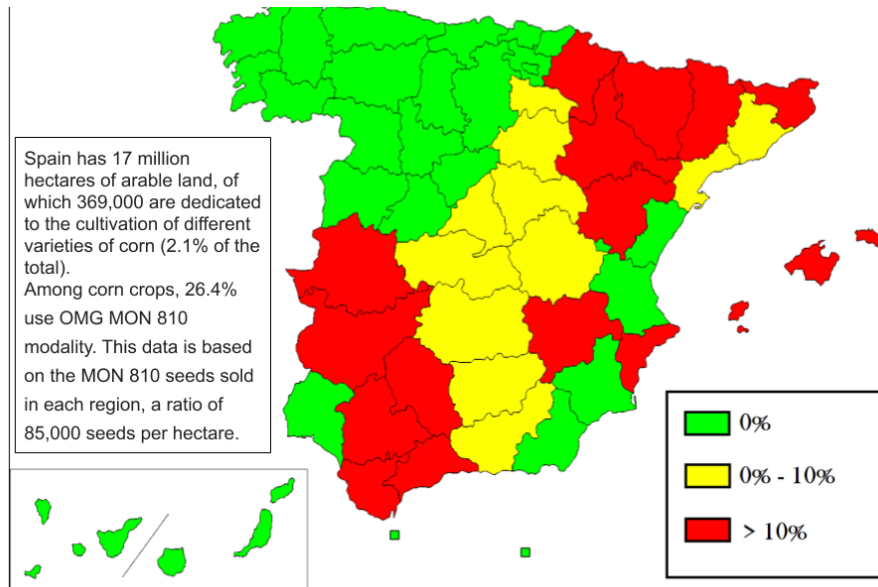 Spain has 17 million
hectares of arable land, of
which 369,000 are dedicated
to the cultivation of different
varieties of corn (2.1% of the
total).
Among corn crops, 26.4%
use OMG MON 810
modality. This data is based
on the MON 810 seeds sold
in each region, a ratio of
85,000 seeds per hectare.
0%
0% - 10%
> 10%